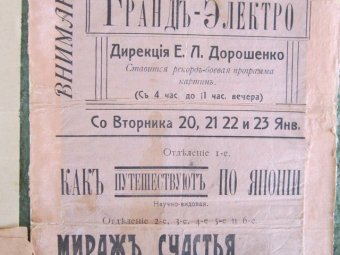 ВНИМАН
ГРАНДЪ-ЭЛЕКТРО
Дирекція Е. Л. Дорошенко
Ставится рекордъ-боевая программа
картинъ.
(Съ 4 час. до 11 час. вечера)
Со Вторника 20, 21 22 и 23 Янв.
Отдѣленіе 1-е.
КАКЪ ПУТЕШЕСТВУЮТЪ ПО ЯПОНІИ
Научно-видовая.
Отдѣленіе 2-е, 3-е, 4-е, 5-е и 6-е.
МИРАЖЪ СЧАСТЬЯ